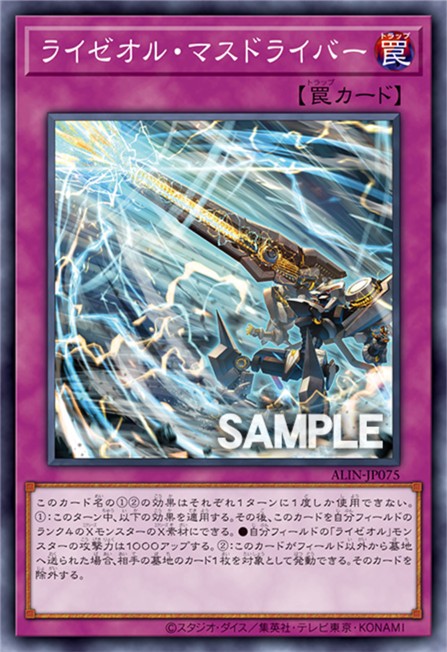 ライゼオル・マスドライバー
トラップ
罠
トラップ
【罠カード】
SAMPLE
ALIN-JP075
このカード名の①②の効果はそれぞれ1ターンに1度しか使用できない。
①:このターン中、以下の効果を適用する。その後、このカードを自分フィールドの
ランク4のXモンスターのX素材にできる。●自分フィールドの「ライゼオル」モン
スターの攻撃力は1000アップする。②:このカードがフィールド以外から墓地
へ送られた場合、相手の墓地のカード1枚を対象として発動できる。そのカードを
除外する。
©スタジオ・ダイス/集英社・テレビ東京・KONAMI